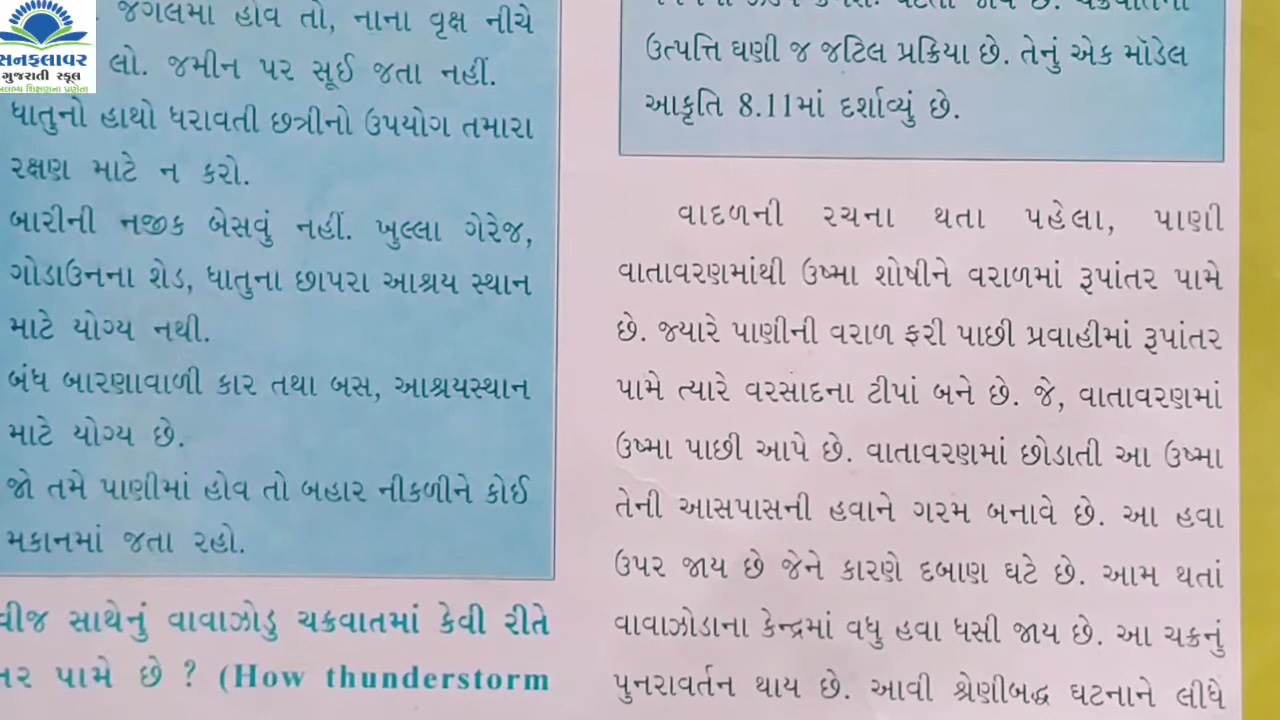 સનફલાવર
ગુજરાતી સ્કૂલ
જંગલમાં હોવ તો, નાના વૃક્ષ નીચે
લો. જમીન પર સૂઈ જતા નહીં.
ધાતુનો હાથો ધરાવતી છત્રીનો ઉપયોગ તમારા
રક્ષણ માટે ન કરો.
બારીની નજીક બેસવું નહીં. ખુલ્લા ગેરેજ,
ગોડાઉનના શેડ, ધાતુના છાપરા આશ્રય સ્થાન
માટે યોગ્ય નથી.
બંધ બારણાવાળી કાર તથા બસ, આશ્રયસ્થાન
માટે યોગ્ય છે.
જો તમે પાણીમાં હોવ તો બહાર નીકળીને કોઈ
મકાનમાં જતા રહો.
વીજ સાથેનું વાવાઝોડુ ચક્રવાતમાં કેવી રીતે
પામે છે ? (How thunderstorm
ઉત્પત્તિ ઘણી જ જટિલ પ્રક્રિયા છે. તેનું એક મૉડેલ
આકૃતિ 8.11માં દર્શાવ્યું છે.
વાદળની રચના થતા પહેલા, પાણી
વાતાવરણમાંથી ઉષ્મા શોષીને વરાળમાં રૂપાંતર પામે
છે. જ્યારે પાણીની વરાળ ફરી પાછી પ્રવાહીમાં રૂપાંતર
પામે ત્યારે વરસાદના ટીપાં બને છે. જે, વાતાવરણમાં
ઉષ્મા પાછી આપે છે. વાતાવરણમાં છોડાતી આ ઉષ્મા
તેની આસપાસની હવાને ગરમ બનાવે છે. આ હવા
ઉપર જાય છે જેને કારણે દબાણ ઘટે છે. આમ થતાં
વાવાઝોડાના કેન્દ્રમાં વધુ હવા ધસી જાય છે. આ ચક્રનું
પુનરાવર્તન થાય છે. આવી શ્રેણીબદ્ધ ઘટનાને લીધે